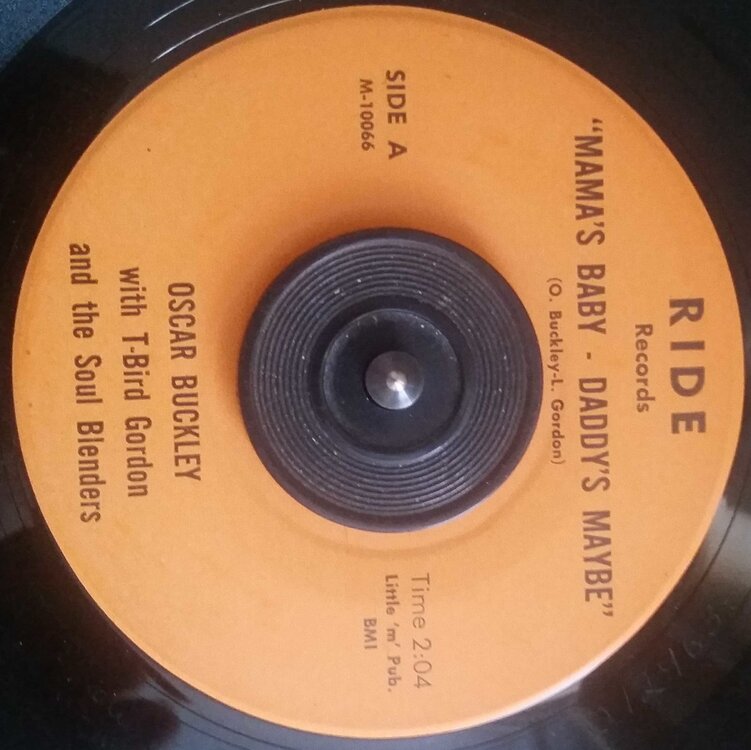 RIDE
Records
"MAMA'S BABY - DADDY'S MAYBE"
(O. Buckley-L. Gordon)
SIDE A
M-10066
Time 2:04
Little 'm' Pub.
BMI
OSCAR BUCKLEY
with T-Bird Gordon
and the Soul Blenders